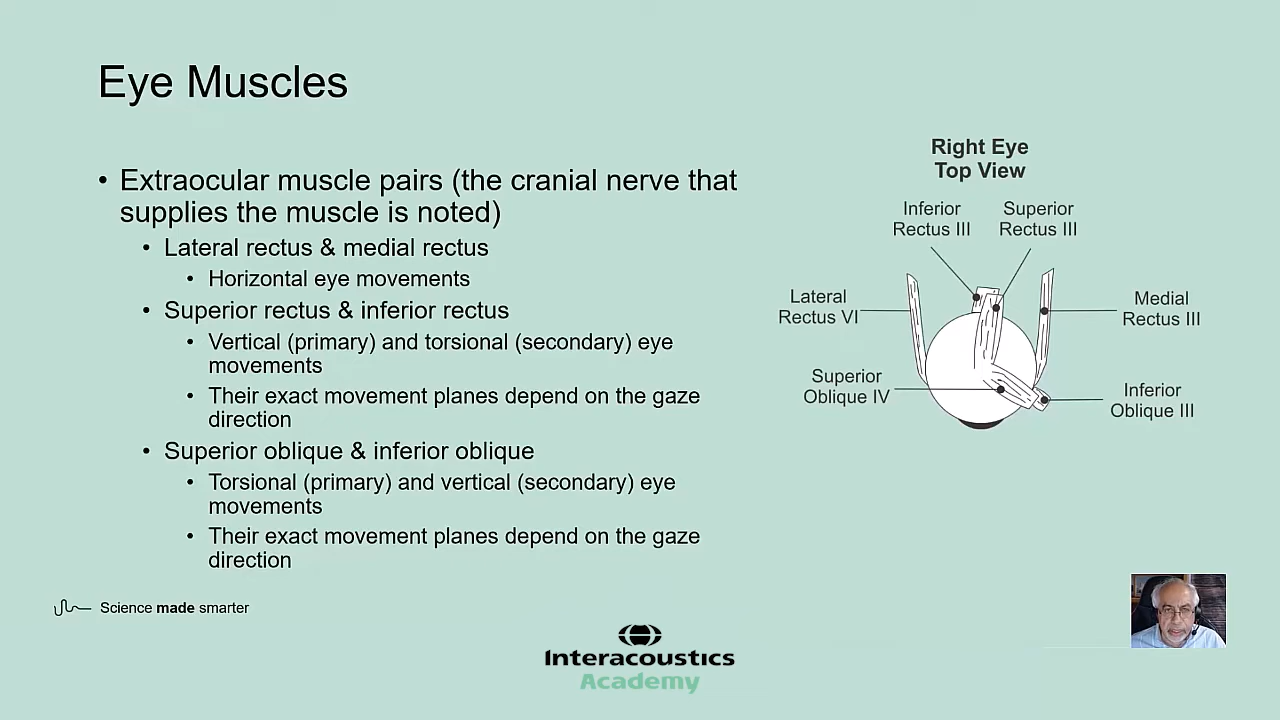 Eye Muscles
• Extraocular muscle pairs (the cranial nerve that
supplies the muscle is noted)
• Lateral rectus & medial rectus
• Horizontal eye movements
• Superior rectus & inferior rectus
• Vertical (primary) and torsional (secondary) eye
movements
• Their exact movement planes depend on the gaze
direction
• Superior oblique & inferior oblique
• Torsional (primary) and vertical (secondary) eye
movements
• Their exact movement planes depend on the gaze
direction
Right Eye
Top View
Inferior
Rectus III
Superior
Rectus III
Lateral
Rectus VI
Medial
Rectus III
Superior
Oblique IV
Inferior
Oblique III
Science made smarter
Interacoustics
Academy